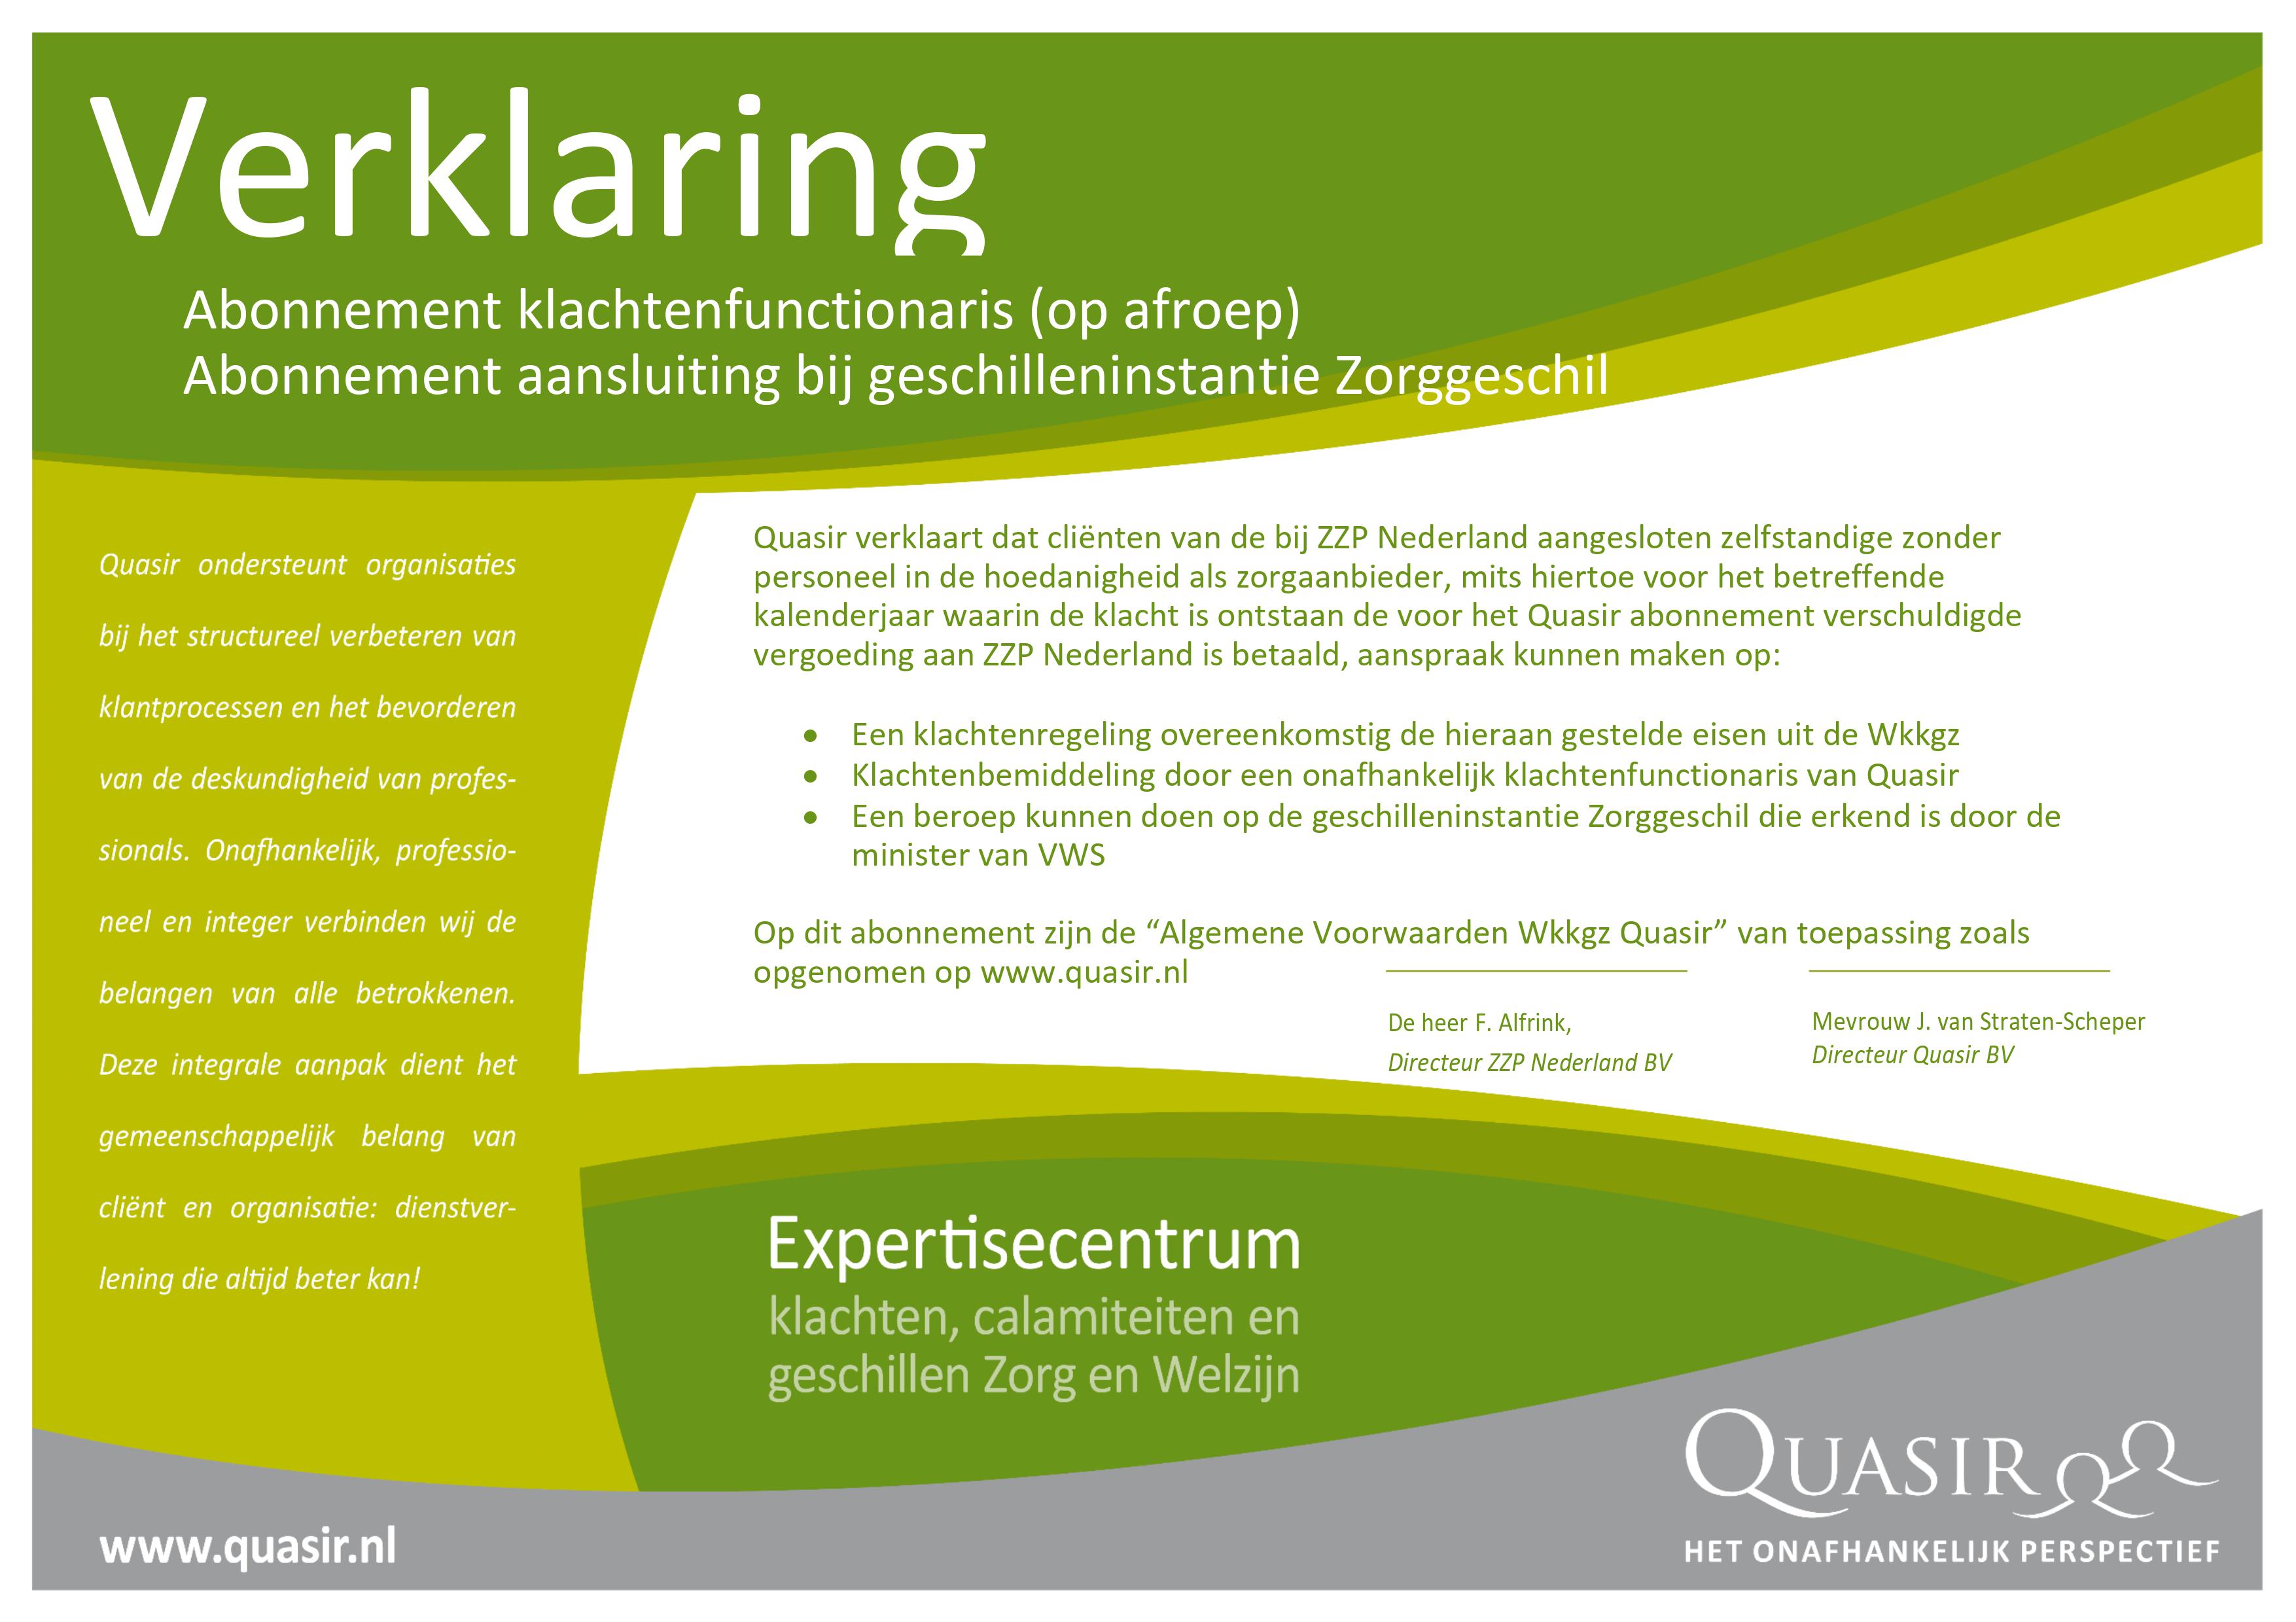 Verklaring
Abonnement klachtenfunctionaris (op afroep)
Abonnement aansluiting bij geschilleninstantie Zorggeschil
Quasir ondersteunt organisaties
bij het structureel verbeteren van
klantprocessen en het bevorderen
van de deskundigheid van profes-
sionals. Onafhankelijk, professio-
neel en integer verbinden wij de
belangen van alle betrokkenen.
Deze integrale aanpak dient het
gemeenschappelijk belang van
cliënt en organisatie: dienstver-
lening die altijd beter kan!
Quasir verklaart dat cliënten van de bij ZZP Nederland aangesloten zelfstandige zonder
personeel in de hoedanigheid als zorgaanbieder, mits hiertoe voor het betreffende
kalenderjaar waarin de klacht is ontstaan de voor het Quasir abonnement verschuldigde
vergoeding aan ZZP Nederland is betaald, aanspraak kunnen maken op:
• Een klachtenregeling overeenkomstig de hieraan gestelde eisen uit de Wkkgz
• Klachtenbemiddeling door een onafhankelijk klachtenfunctionaris van Quasir
• Een beroep kunnen doen op de geschilleninstantie Zorggeschil die erkend is door de
minister van VWS
Op dit abonnement zijn de “Algemene Voorwaarden Wkkgz Quasir” van toepassing zoals
opgenomen op www.quasir.nl
De heer F. Alfrink,
Directeur ZZP Nederland BV
Mevrouw J. van Straten-Scheper
Directeur Quasir BV
Expertisecentrum
klachten, calamiteiten en
geschillen Zorg en Welzijn
www.quasir.nl
QUASIR
HET ONAFHANKELIJK PERSPECTIEF